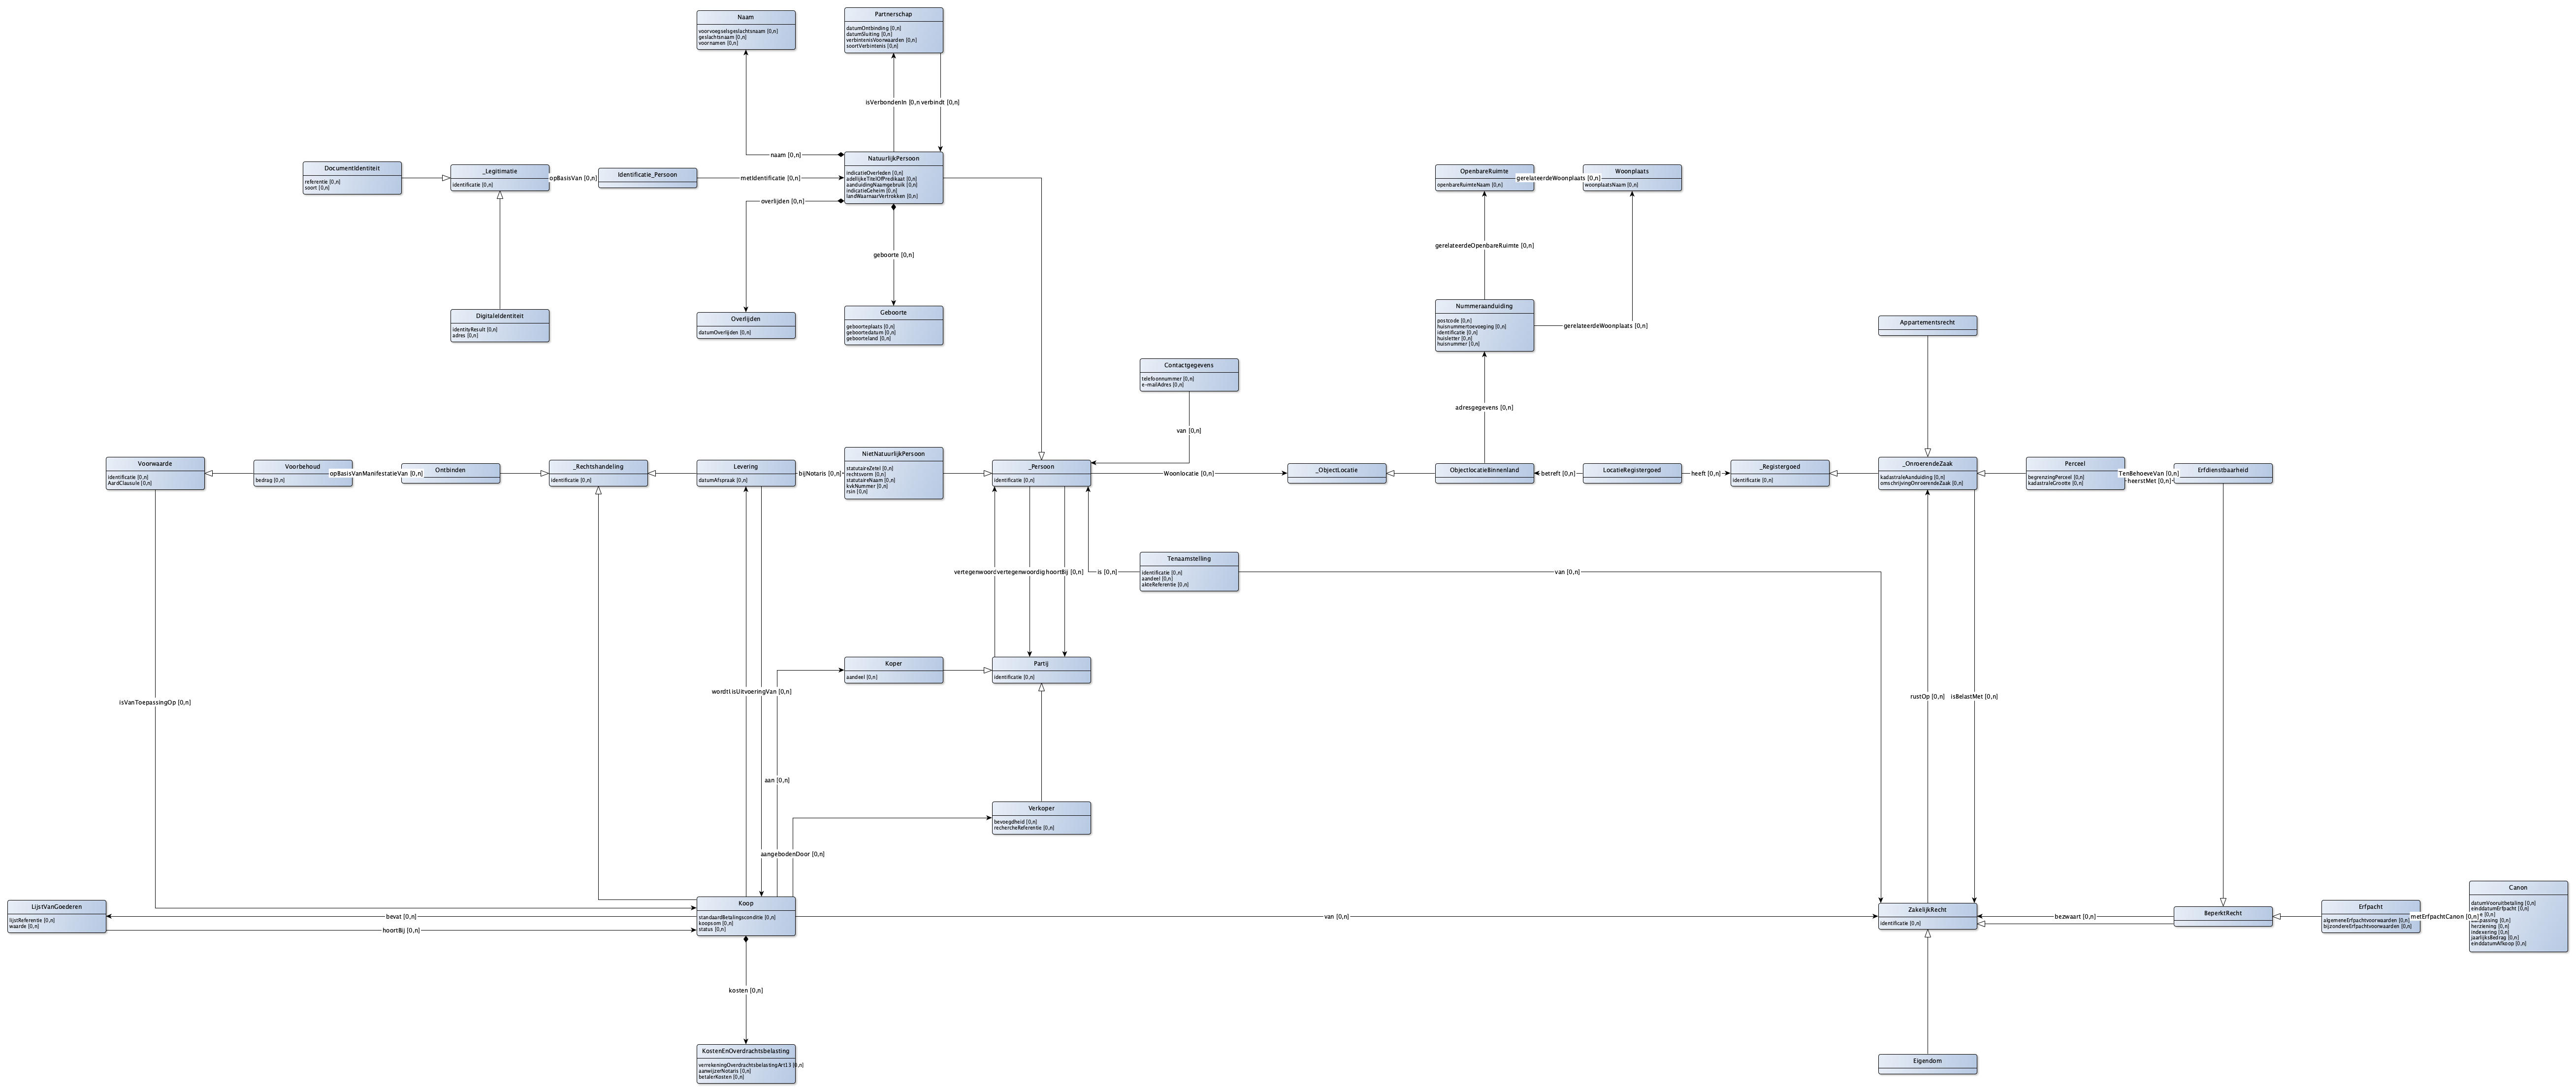 Naam
voorvoegselsgeslachtsnaam [0,n]
geslachtsnaam [0,n]
voornamen [0,n]
Partnerschap
datumOntbinding [0,n]
datumSluiting [0,n]
verbintenisVoorwaarden [0,n]
soortVerbintenis [0,n]
isVerbondenIn [0,n
verbindt [0,n]
naam [0,n]
NatuurlijkPersoon
indicatieOverleden [0,n]
adellijkeTitelOfPredikaat [0,n]
aanduidingNaamgebruik [0,n]
indicatieGeheim [0,n]
landWaarnaarVertrokken [0,n]
DocumentIdentiteit
referentie [0,n]
soort [0,n]
_Legitimatie
identificatie [0,n]
opBasisVan [0,n]
Identificatie_Persoon
metIdentificatie [0,n]
overlijden [0,n]
geboorte [0,n]
OpenbareRuimte
openbareRuimteNaam [0,n]
gerelateerdeWoonplaats [0,n]
Woonplaats
woonplaatsNaam [0,n]
gerelateerdeOpenbareRuimte [0,n]
DigitaleIdentiteit
identityResult [0,n]
adres [0,n]
Overlijden
datumOverlijden [0,n]
Geboorte
geboorteplaats [0,n]
geboortedatum [0,n]
geboorteland [0,n]
Nummeraanduiding
postcode [0,n]
huisnummertoevoeging [0,n]
identificatie [0,n]
huisletter [0,n]
huisnummer [0,n]
gerelateerdeWoonplaats [0,n]
Appartementsrecht
Contactgegevens
telefoonnummer [0,n]
e-mailAdres [0,n]
adresgegevens [0,n]
van [0,n]
Voorwaarde
identificatie [0,n]
AardClausule [0,n]
Voorbehoud
bedrag [0,n]
opBasisVanManifestatieVan [0,n]
Ontbinden
_Rechtshandeling
identificatie [0,n]
Levering
datumAfspraak [0,n]
bijNotaris [0,n]
NietNatuurlijkPersoon
statutaireZetel [0,n]
rechtsvorm [0,n]
statutaireNaam [0,n]
kvkNummer [0,n]
rsin [0,n]
_Persoon
identificatie [0,n]
Woonlocatie [0,n]
_ObjectLocatie
ObjectlocatieBinnenland
betreft [0,n]
LocatieRegistergoed
heeft [0,n]
_Registergoed
identificatie [0,n]
_OnroerendeZaak
kadastraleAanduiding [0,n]
omschrijvingOnroerendeZaak [0,n]
Perceel
begrenzingPerceel [0,n]
kadastraleGrootte [0,n]
TenBehoeveVan [0,n]
heerstMet [0,n]
Erfdienstbaarheid
Tenaamstelling
identificatie [0,n]
aandeel [0,n]
akteReferentie [0,n]
vertegenwoord
vertegenwoordig
hoortBij [0,n]
is [0,n]
van [0,n]
Koper
aandeel [0,n]
Partij
identificatie [0,n]
wordtI
isUitvoeringVan [0,n]
isVanToepassingOp [0,n]
rustOp [0,n]
isBelastMet [0,n]
aan [0,n]
Verkoper
bevoegdheid [0,n]
rechercheReferentie [0,n]
aangebodenDoor [0,n]
LijstVanGoederen
lijstReferentie [0,n]
waarde [0,n]
bevat [0,n]
hoortBij [0,n]
Koop
standaardBetalingsconditie [0,n]
koopsom [0,n]
status [0,n]
van [0,n]
ZakelijkRecht
identificatie [0,n]
bezwaart [0,n]
BeperktRecht
Erfpacht
algemeneErfpachtvoorwaarden [0,n]
bijzondereErfpachtvoorwaarden [0,n]
metErfpachtCanon [0,n]
Canon
datumVooruitbetaling [0,n]
einddatumErfpacht [0,n]
herziening [0,n]
indexering [0,n]
jaarlijksBedrag [0,n]
einddatumAfkoop [0,n]
kosten [0,n]
KostenEnOverdrachtsbelasting
verrekeningOverdrachtsbelastingArt13 [0,n]
aanwijzerNotaris [0,n]
betalerKosten [0,n]
Eigendom